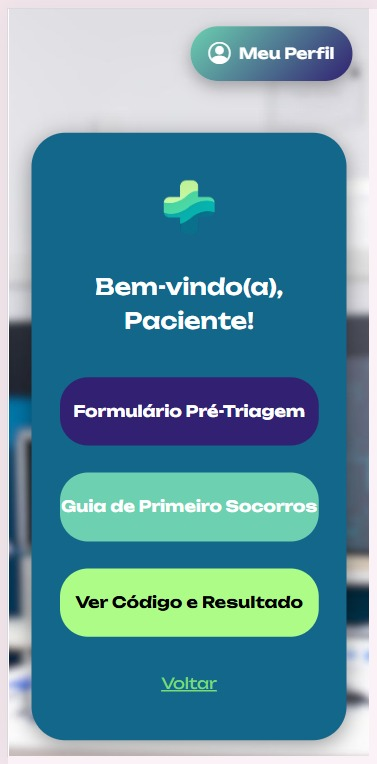 Meu Perfil
Bem-vindo(a),
Paciente!
Formulário Pré-Triagem
Guia de Primeiro Socorros
Ver Código e Resultado
Voltar